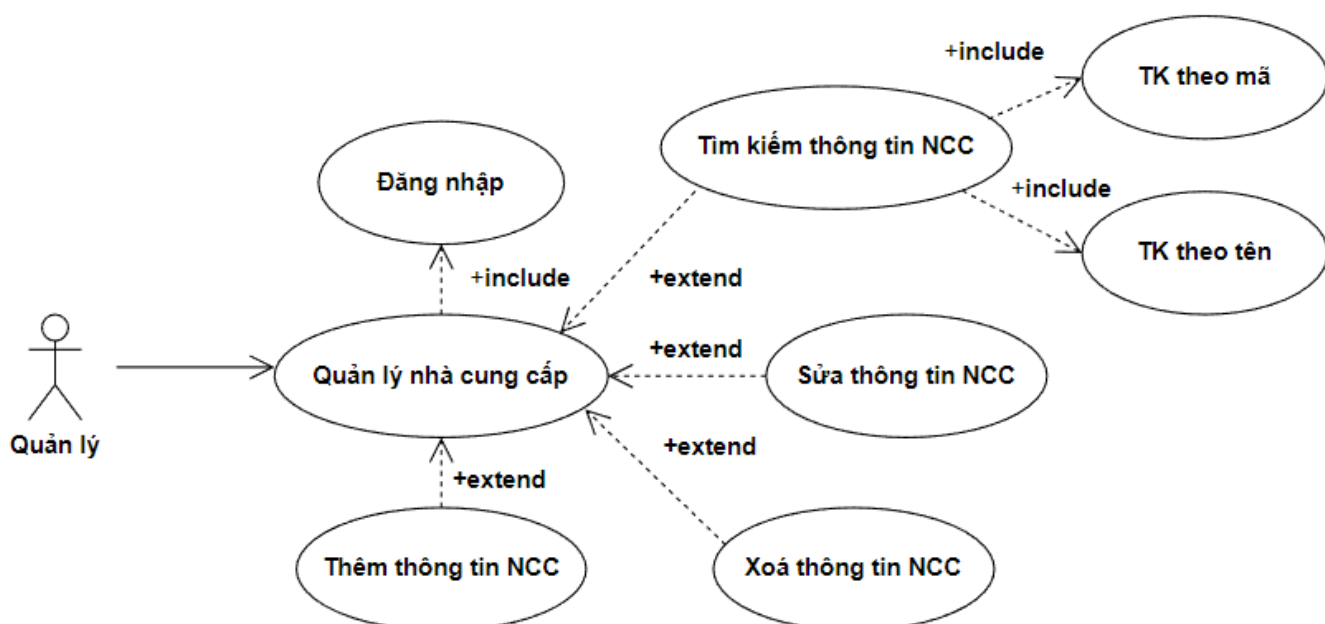 +include
TK theo mã
Tìm kiếm thông tin NCC
Đăng nhập
+include
TK theo tên
+include
+extend
+extend
Quản lý nhà cung cấp
Sửa thông tin NCC
Quản lý
+extend
+extend
Thêm thông tin NCC
Xoá thông tin NCC